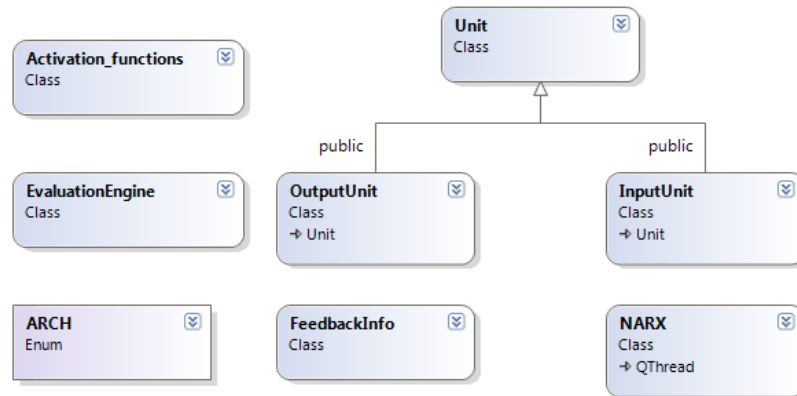 Unit
Class
Activation_functions
Class
public
public
EvaluationEngine
Class
OutputUnit
Class
Unit
InputUnit
Class
Unit
ARCH
Enum
FeedbackInfo
Class
NARX
Class
QThread